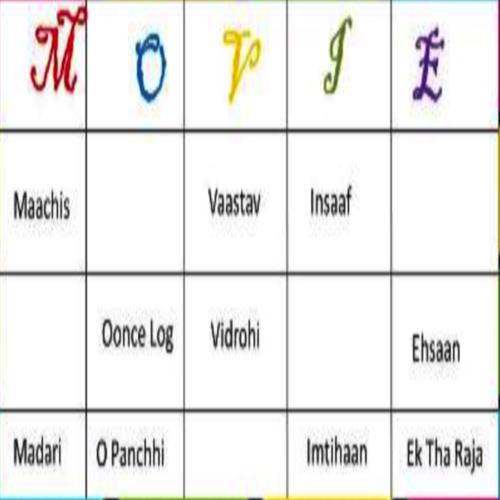 M O V I E
Maachis Vaastav Insaaf
Oonce Log Vidrohi Ehsaan
Madari O Panchhi Imtihaan Ek Tha Raja